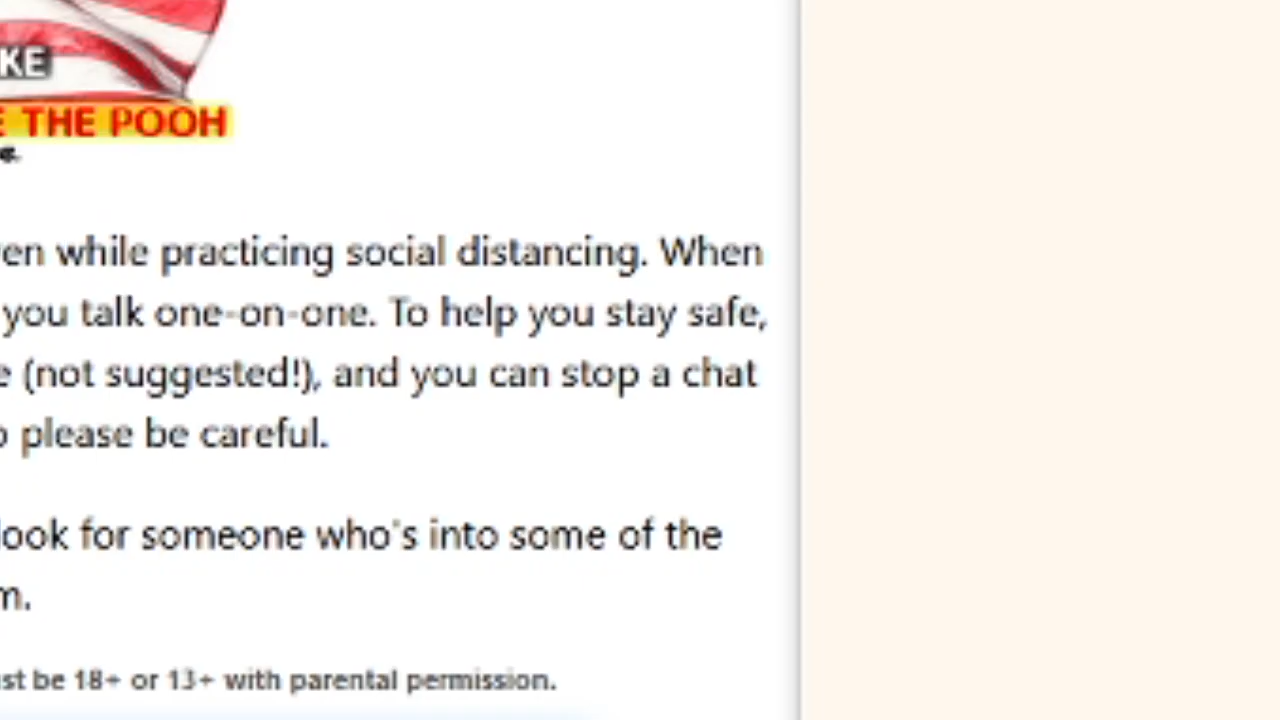 KE
THE POOH
while practicing social distancing. When
you talk one-on-one. To help you stay safe,
(not suggested!), and you can stop a chat
please be careful.
look for someone who's into some of the
m.
be 18+ or 13+ with parental permission.